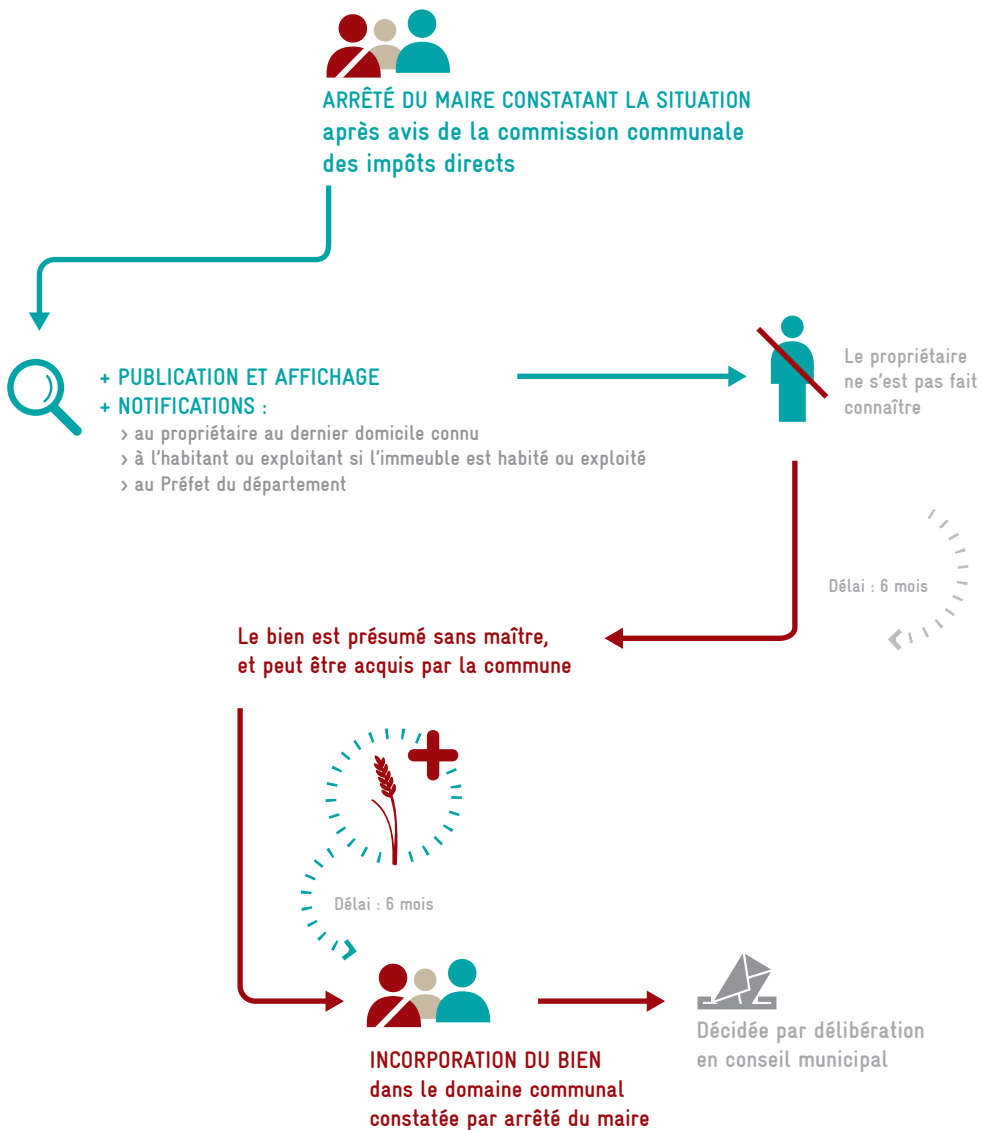 ARRÊTÉ DU MAIRE CONSTATANT LA SITUATION
après avis de la commission communale
des impôts directs
+ PUBLICATION ET AFFICHAGE
+ NOTIFICATIONS :
› au propriétaire au dernier domicile connu
› à l'habitant ou exploitant si l'immeuble est habité ou exploité
› au Préfet du département
Le propriétaire
ne s'est pas fait
connaître
Délai : 6 mois
Le bien est présumé sans maître,
et peut être acquis par la commune
Délai : 6 mois
INCORPORATION DU BIEN
dans le domaine communal
constatée par arrêté du maire
Décidée par délibération
en conseil municipal